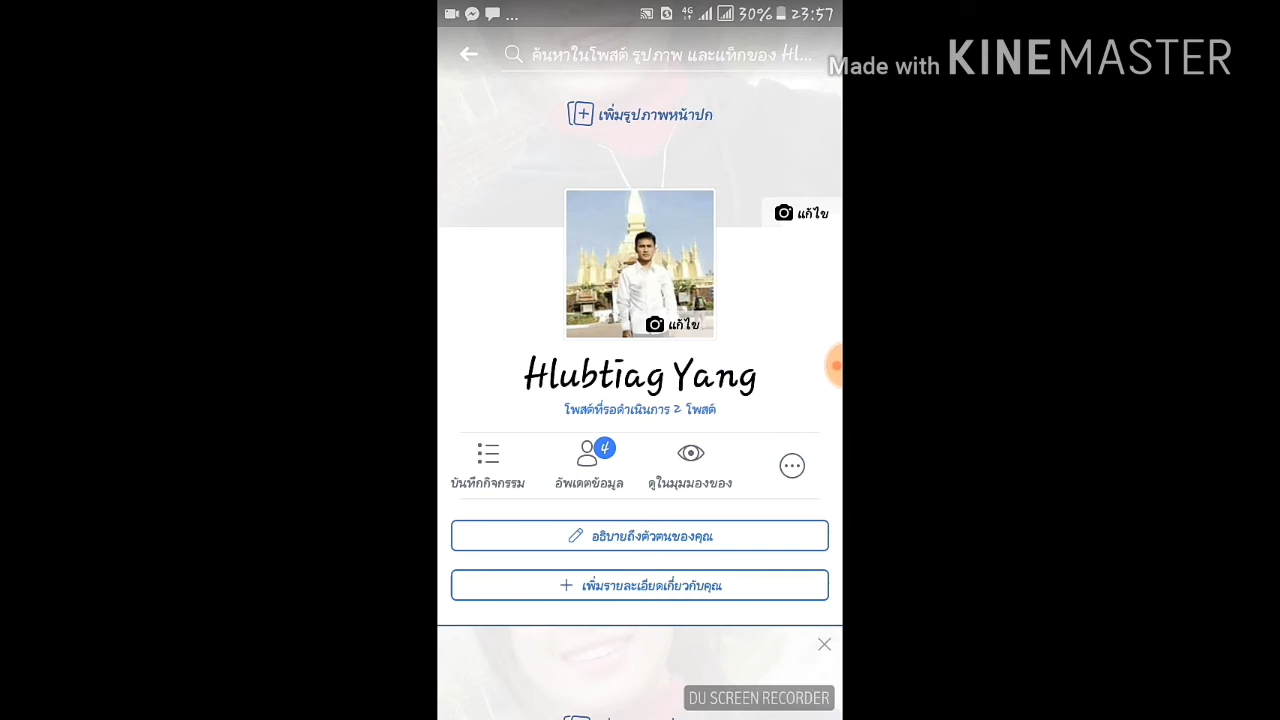 ... 4G 30% 23:57
ค้นหาในโพสต์ รูปภาพ และแท็กของ Hl...
Made with KINEMASTER
เพิ่มรูปภาพหน้าปก
แก้ไข
แก้ไข
Hlubtiag Yang
โพสต์ที่รอดำเนินการ 2 โพสต์
4
บันทึกกิจกรรม อัพเดตข้อมูล ดูในมุมมองของ
อธิบายถึงตัวตนของคุณ
เพิ่มรายละเอียดเกี่ยวกับคุณ
DU SCREEN RECORDER